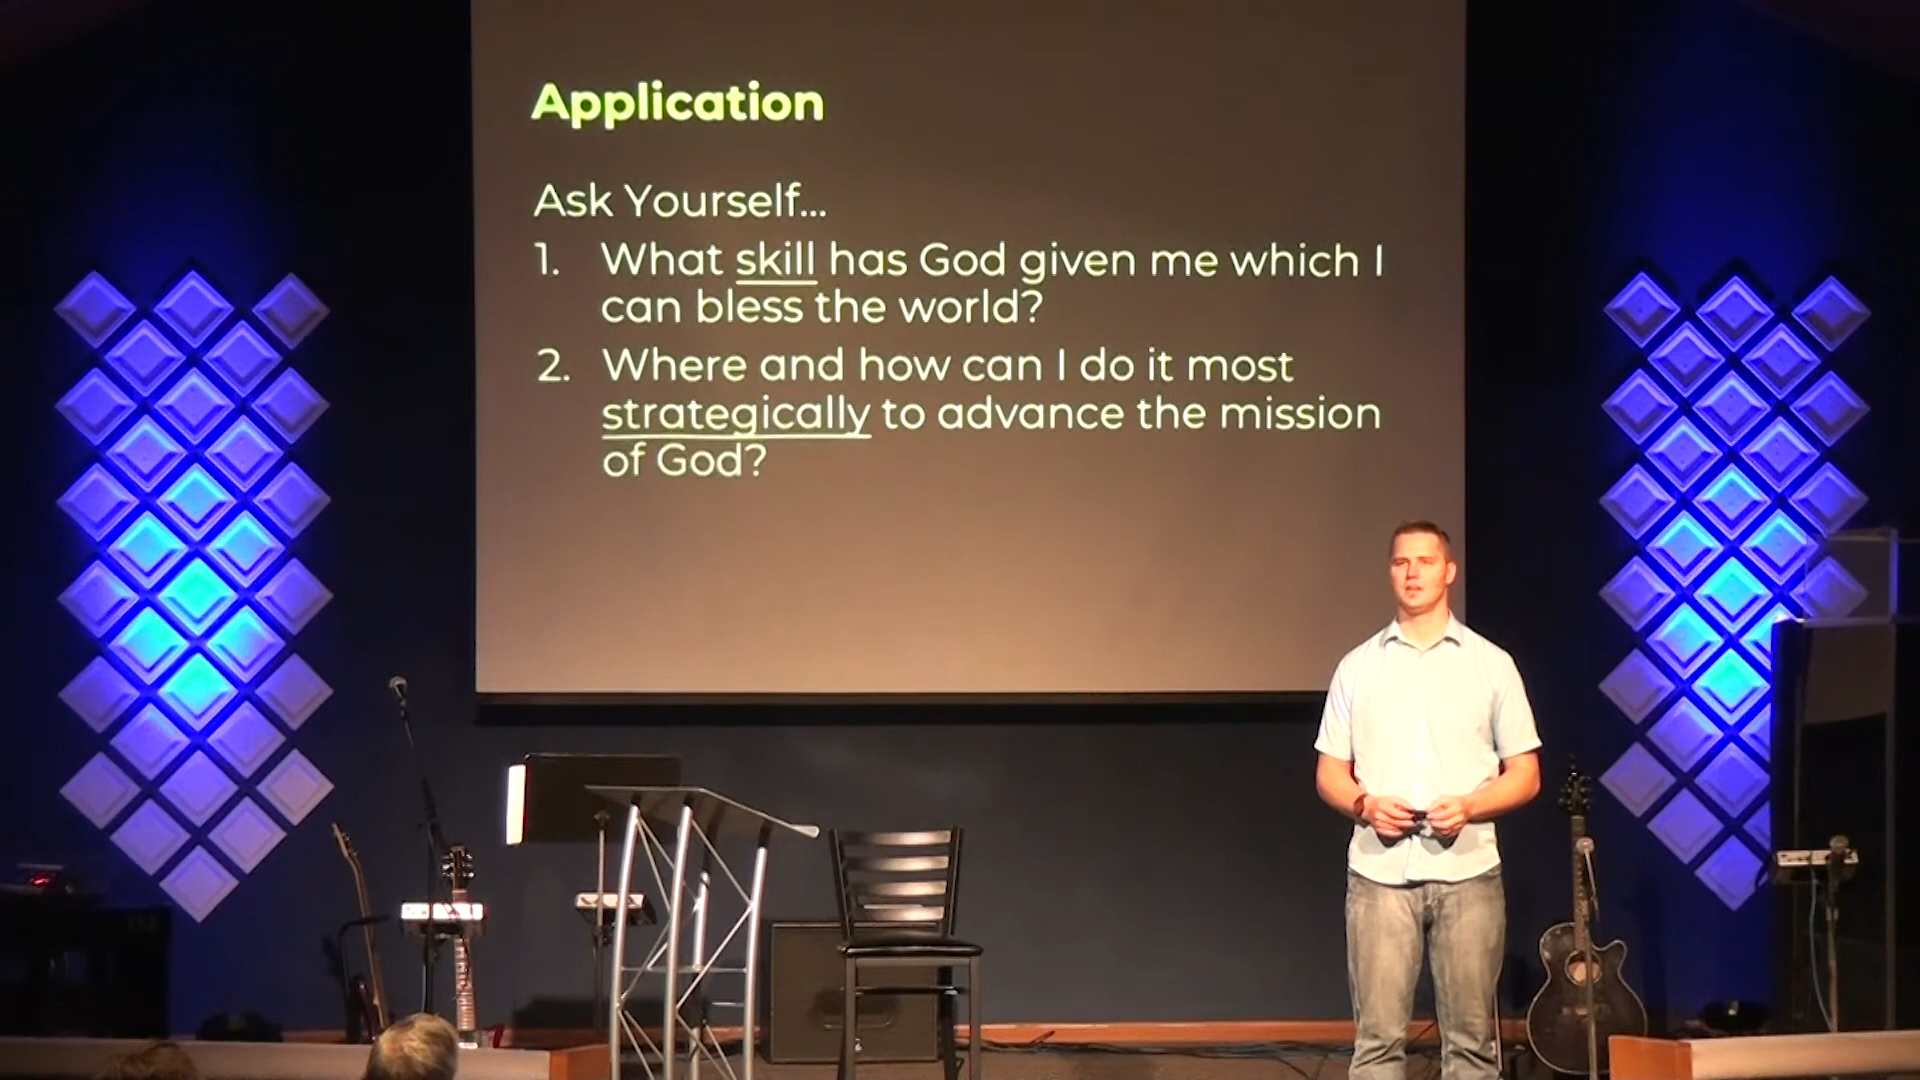 Application
Ask Yourself...
1. What skill has God given me which I
can bless the world?
2. Where and how can I do it most
strategically to advance the mission
of God?